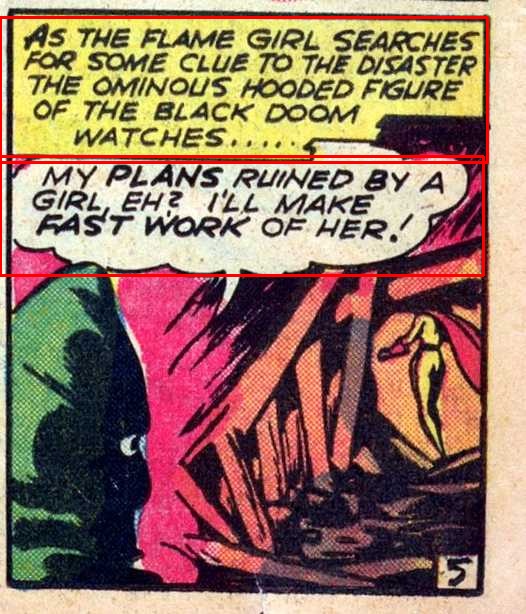 AS THE FLAME GIRL SEARCHES
FOR SOME CLUE TO THE DISASTER
THE OMINOUS HOODED FIGURE
OF THE BLACK DOOM
WATCHES.....
MY PLANS RUINED BY A
GIRL, EH? I'LL MAKE
FAST WORK OF HER!
5